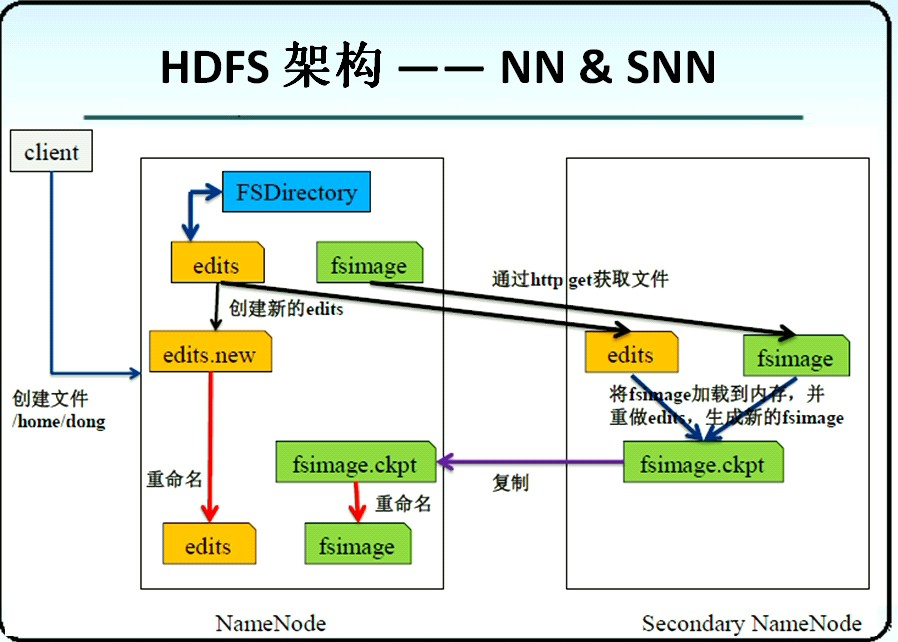 HDFS 架构 —— NN & SNN
client
FSDirectory
edits
fsimage
通过http get获取文件
创建新的edits
edits.new
edits
fsimage
创建文件
/home/dong
将fsimage加载到内存，并
重做edits，生成新的fsimage
fsimage.ckpt
fsimage.ckpt
重命名
复制
重命名
edits
fsimage
NameNode
Secondary NameNode